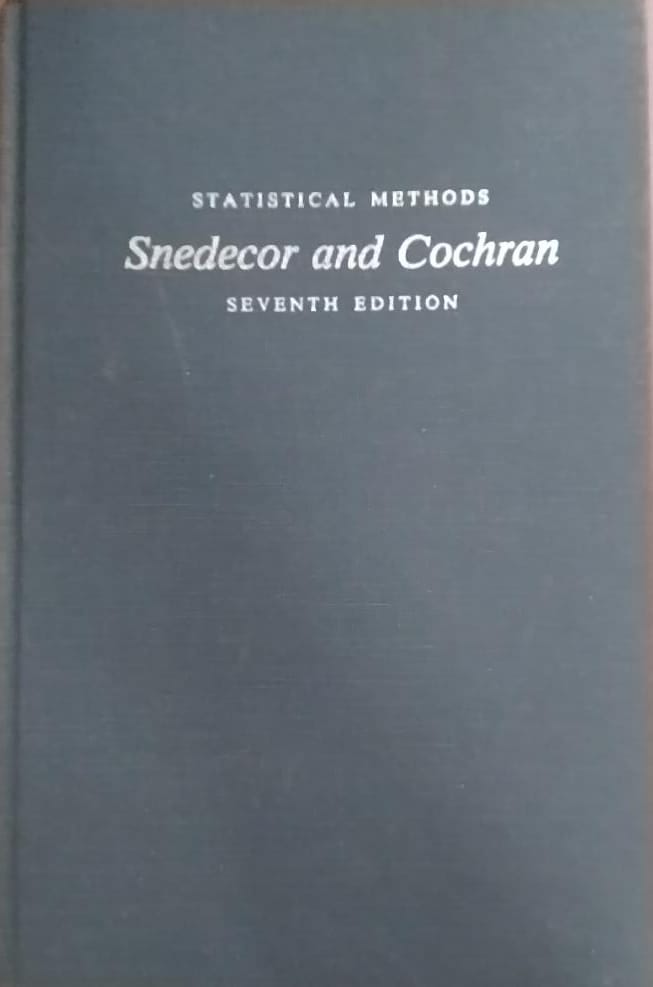 STATISTICAL METHODS
Snedecor and Cochran
SEVENTH EDITION